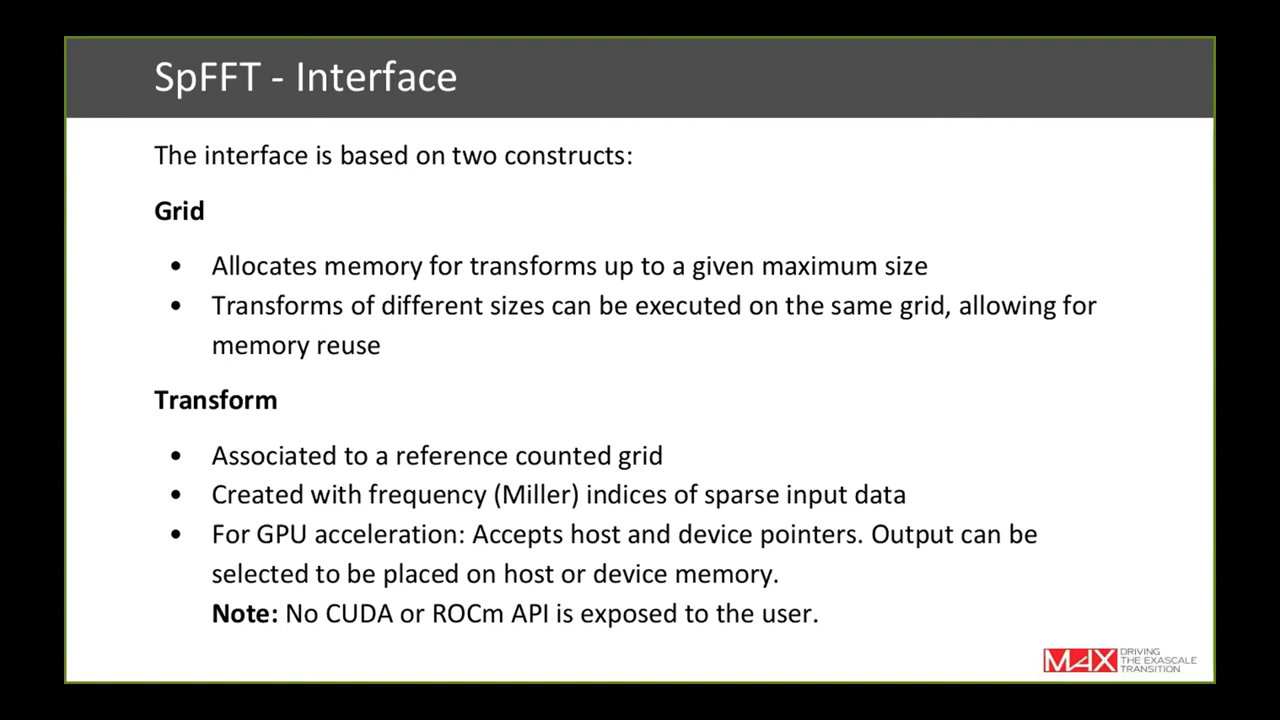 SpFFT - Interface
The interface is based on two constructs:
Grid
• Allocates memory for transforms up to a given maximum size
• Transforms of different sizes can be executed on the same grid, allowing for
memory reuse
Transform
• Associated to a reference counted grid
• Created with frequency (Miller) indices of sparse input data
• For GPU acceleration: Accepts host and device pointers. Output can be
selected to be placed on host or device memory.
Note: No CUDA or ROCm API is exposed to the user.
MAX
DRIVING
THE EXASCALE
TRANSITION